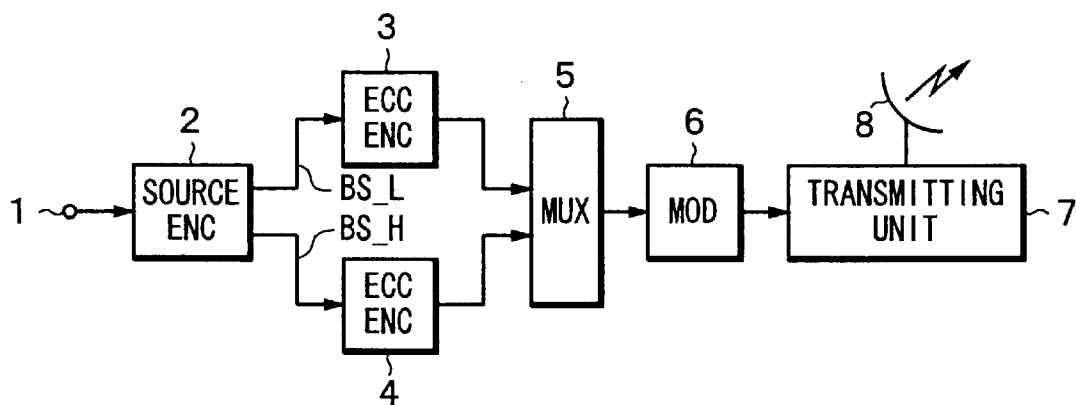 3
ECC
ENC
5
2
6
8
SOURCE
ENC
BS_L
1
MUX
MOD
TRANSMITTING
UNIT
7
BS_H
ECC
ENC
4